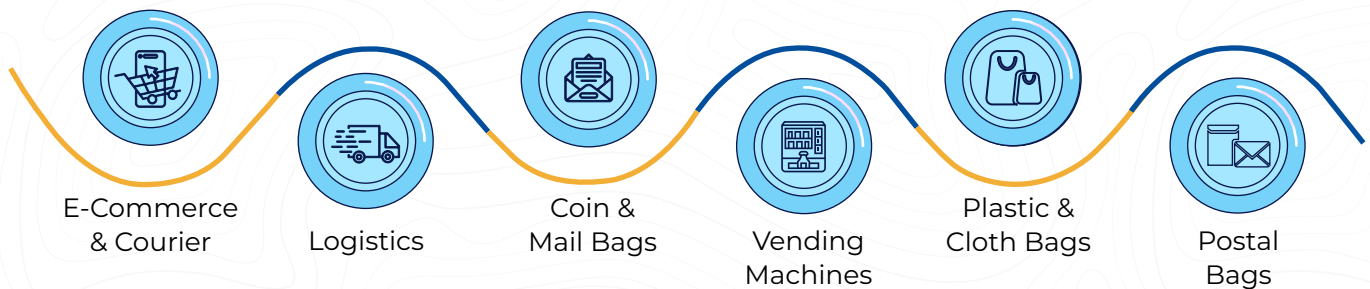 E-Commerce
& Courier
Logistics
Coin &
Mail Bags
Vending
Machines
Plastic &
Cloth Bags
Postal
Bags